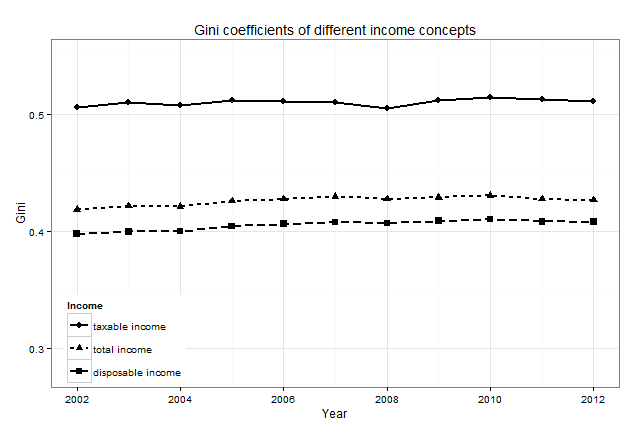 Gini coefficients of different income concepts
0.5
0.4
0.3
Gini
Income
taxable income
total income
disposable income
2002 2004 2006 2008 2010 2012
Year